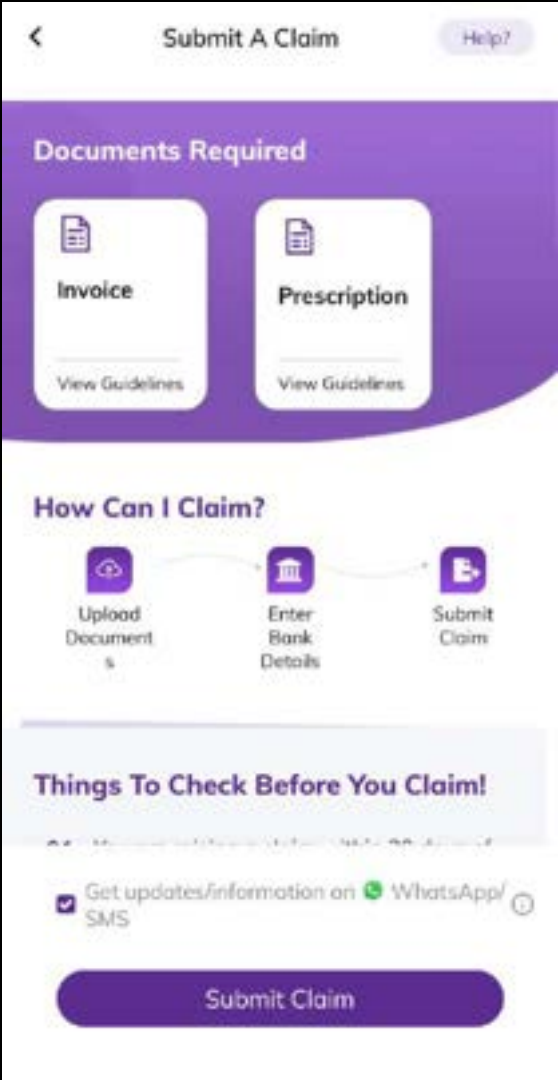 Submit A Claim
Help?
Documents Required
Invoice
Prescription
View Guidelines
View Guidelines
How Can I Claim?
Upload
Document
s
Enter
Bank
Details
Submit
Claim
Things To Check Before You Claim!
Get updates/information on WhatsApp/
SMS
Submit Claim